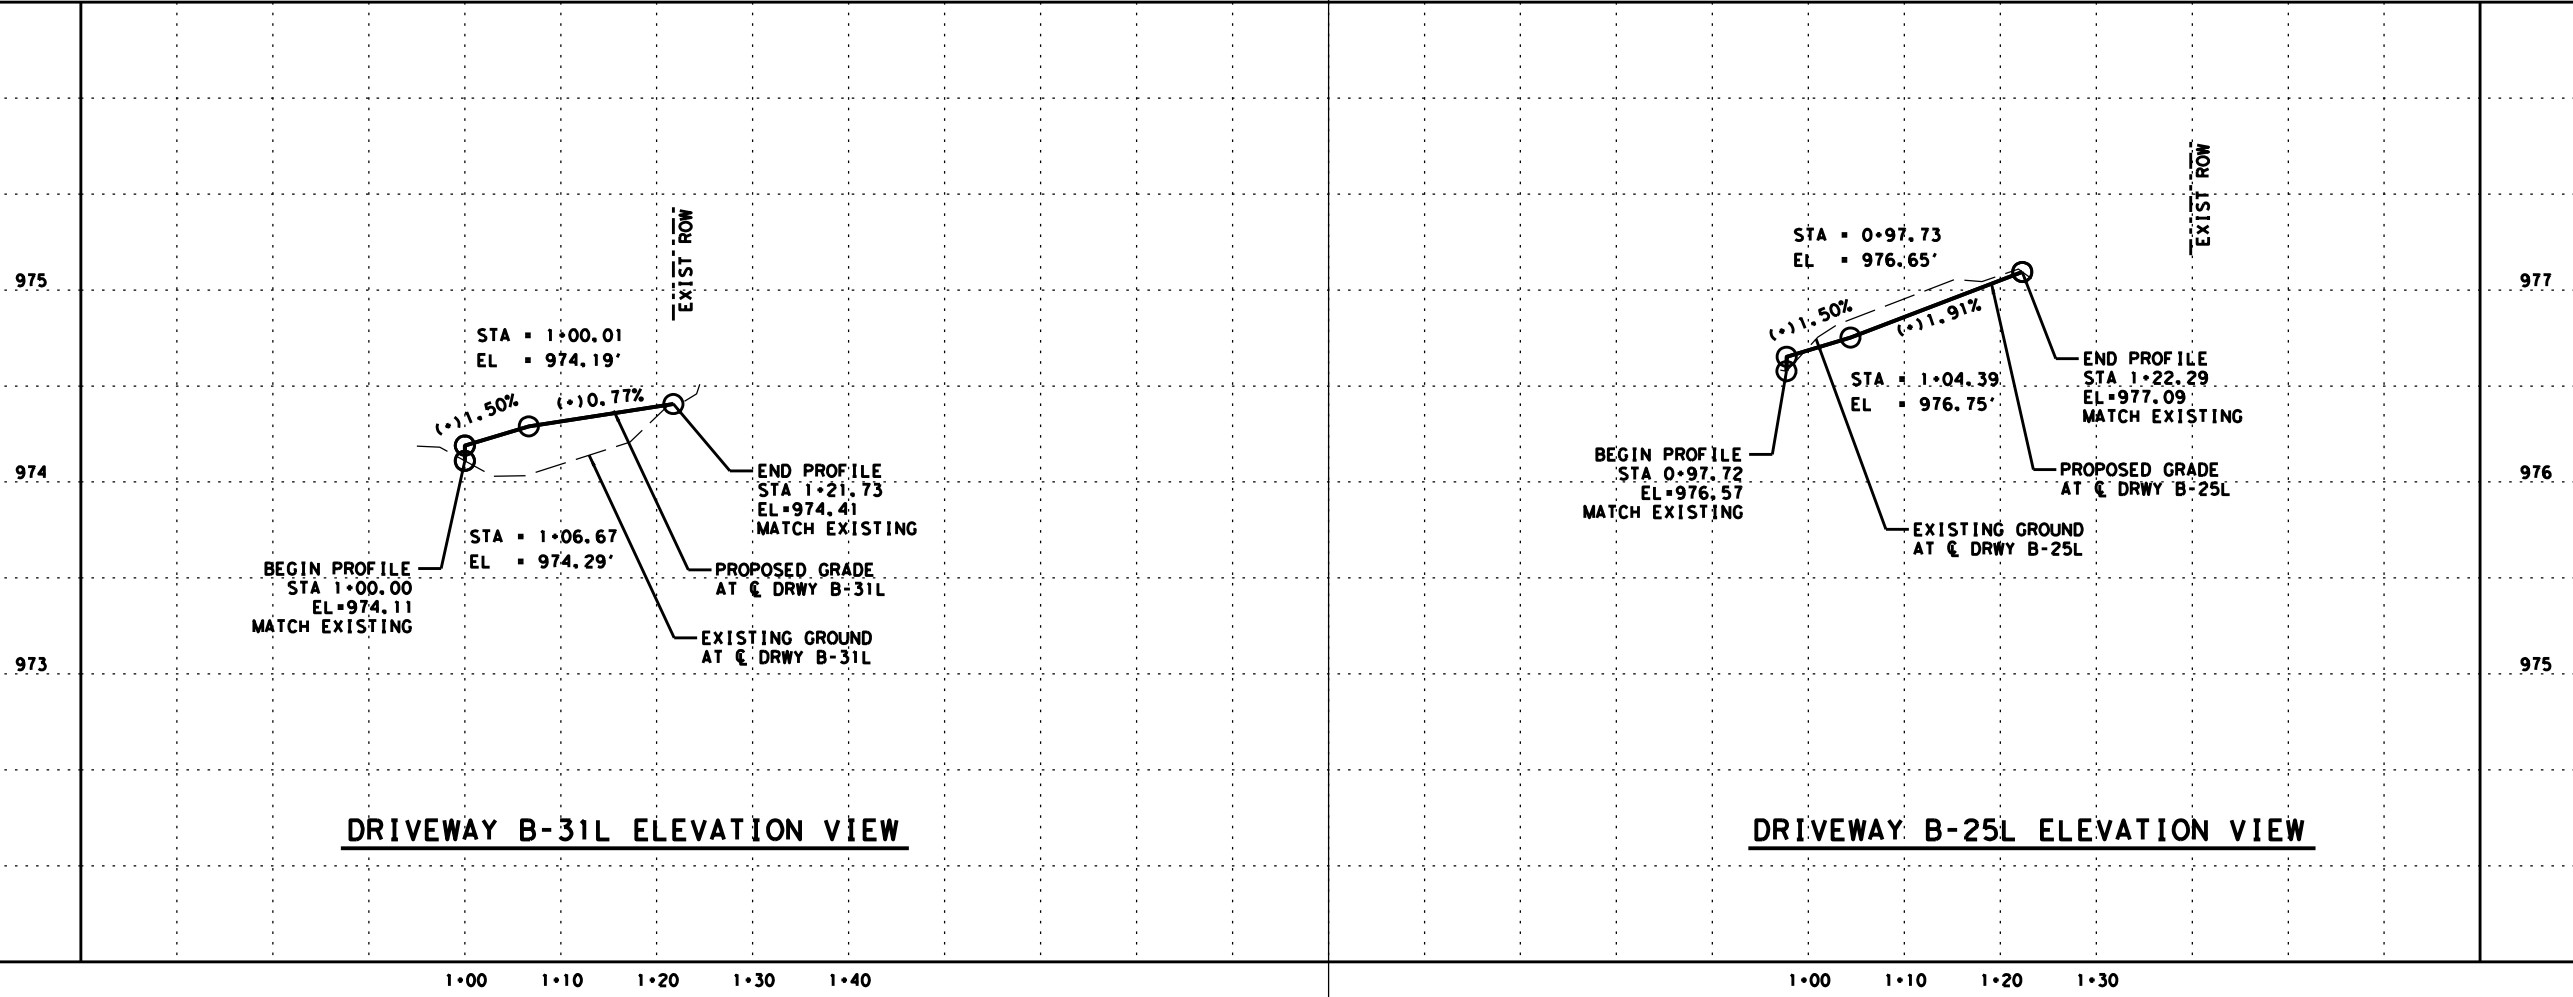 975
974
973
EXIST ROW
STA = 1+00.01
EL = 974.19'
(+)1.50%
(+)0.77%
END PROFILE
STA 1+21.73
EL=974.41
MATCH EXISTING
STA = 1+06.67
EL = 974.29'
BEGIN PROFILE
STA 1+00.00
EL=974.11
MATCH EXISTING
PROPOSED GRADE
AT ℄ DRWY B-31L
EXISTING GROUND
AT ℄ DRWY B-31L
DRIVEWAY B-31L ELEVATION VIEW
1+00 1+10 1+20 1+30 1+40
EXIST ROW
STA = 0+97.73
EL = 976.65'
(+)1.50%
(+)1.91%
STA = 1+04.39
EL = 976.75'
END PROFILE
STA 1+22.29
EL=977.09
MATCH EXISTING
BEGIN PROFILE
STA 0+97.72
EL=976.57
MATCH EXISTING
PROPOSED GRADE
AT ℄ DRWY B-25L
EXISTING GROUND
AT ℄ DRWY B-25L
DRIVEWAY B-25L ELEVATION VIEW
1+00 1+10 1+20 1+30
977
976
975